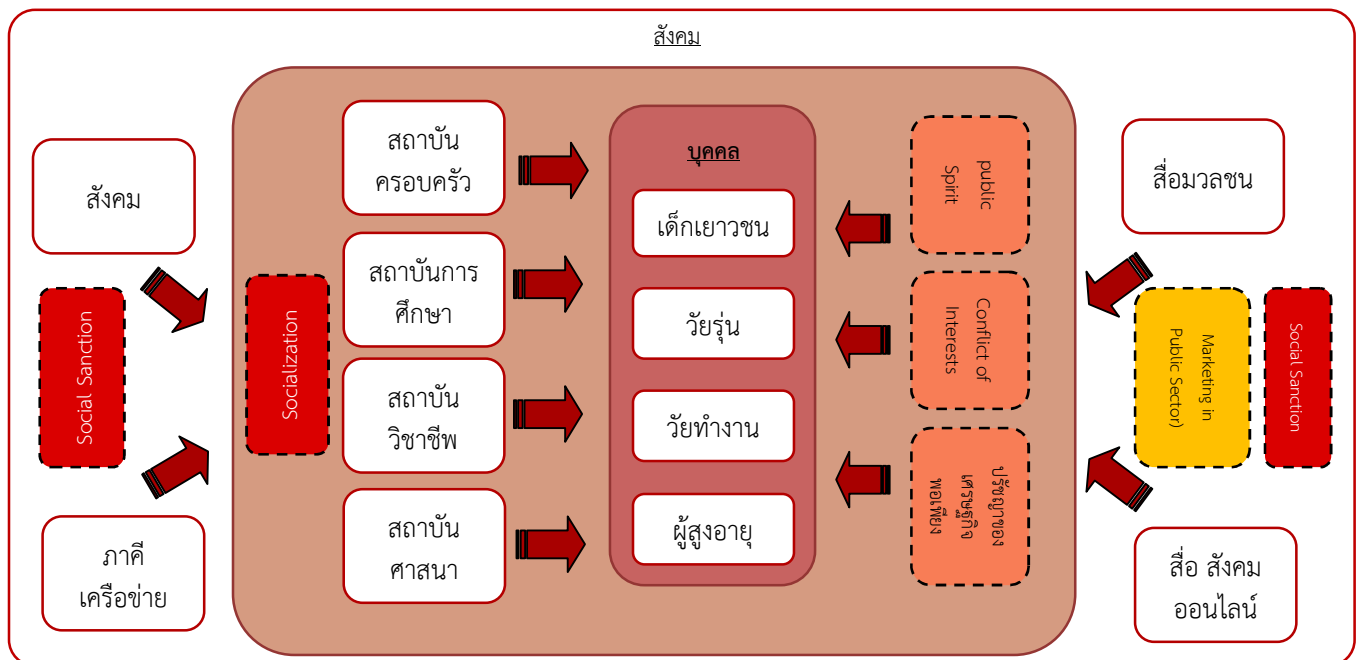 สังคม
สังคม
Social Sanction
ภาคี
เครือข่าย
Socialization
สถาบัน
ครอบครัว
สถาบันการ
ศึกษา
สถาบัน
วิชาชีพ
สถาบัน
ศาสนา
บุคคล
เด็กเยาวชน
วัยรุ่น
วัยทำงาน
ผู้สูงอายุ
public
Spirit
Conflict of
Interests
ปรัชญาของ
เศรษฐกิจ
พอเพียง
สื่อมวลชน
Marketing in
Public Sector)
Social Sanction
สื่อ สังคม
ออนไลน์